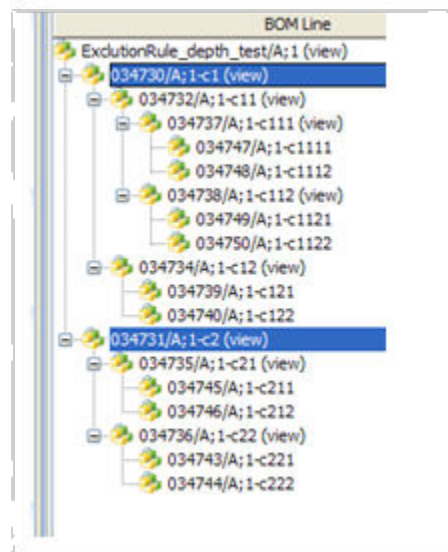 BOM Line
ExclutionRule_depth_test/A;1 (view)
034730/A;1-c1 (view)
034732/A;1-c11 (view)
034737/A;1-c111 (view)
034747/A;1-c1111
034748/A;1-c1112
034738/A;1-c112 (view)
034749/A;1-c1121
034750/A;1-c1122
034734/A;1-c12 (view)
034739/A;1-c121
034740/A;1-c122
034731/A;1-c2 (view)
034735/A;1-c21 (view)
034745/A;1-c211
034746/A;1-c212
034736/A;1-c22 (view)
034743/A;1-c221
034744/A;1-c222